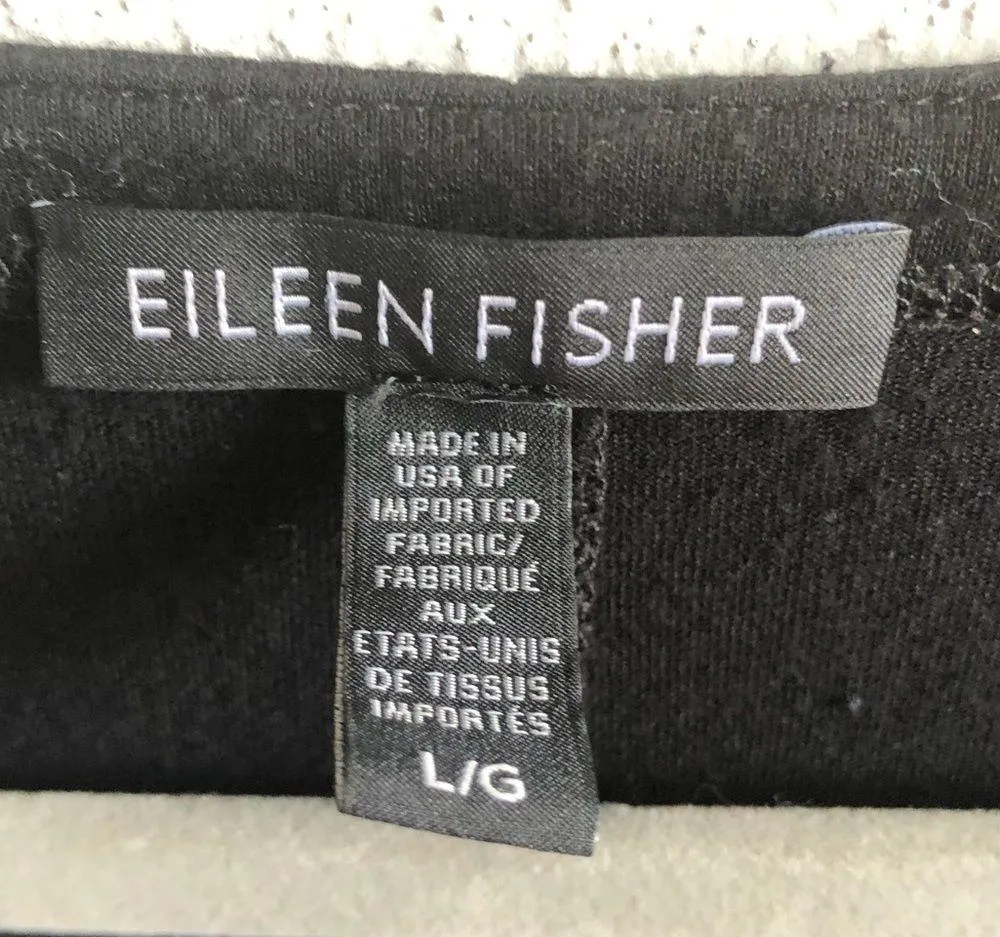 EILEEN FISHER
MADE IN
USA OF
IMPORTED
FABRIC/
FABRIQUÉ
AUX
ETATS-UNIS
DE TISSUS
IMPORTÉS
L/G